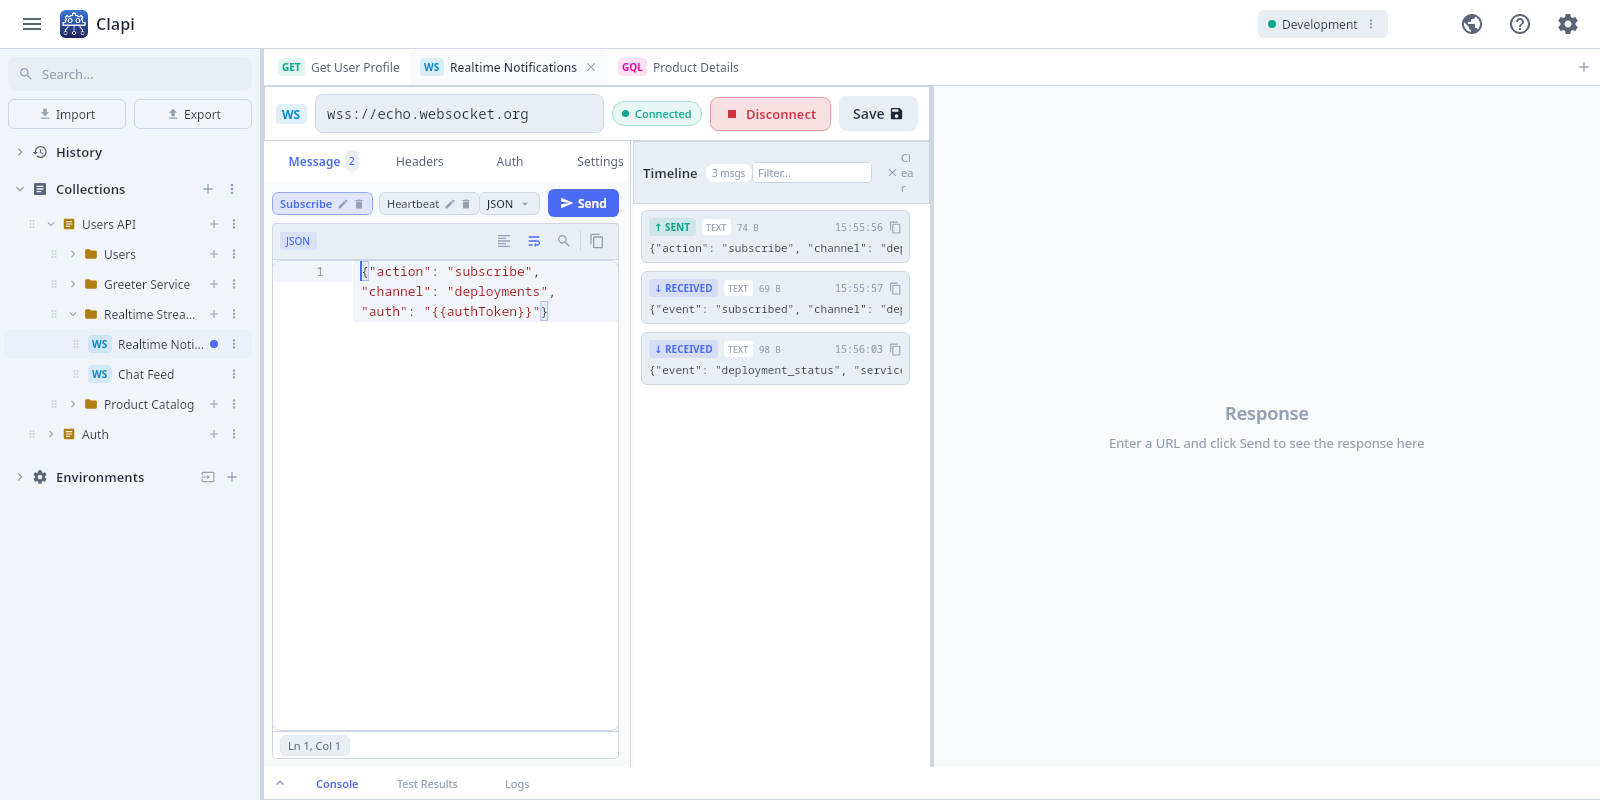 Clapi
Development
Search...
Import
Export
History
Collections
Users API
Users
Greeter Service
Realtime Strea...
WS Realtime Noti...
WS Chat Feed
Product Catalog
Auth
Environments
GET Get User Profile
WS Realtime Notifications
GQL Product Details
WS wss://echo.websocket.org Connected Disconnect Save
Message 2 Headers Auth Settings
Subscribe Heartbeat JSON Send
JSON
1 {"action": "subscribe",
"channel": "deployments",
"auth": "{{authToken}}"}
Ln 1, Col 1
Timeline 3 msgs Filter...
Cl
ea
r
↑ SENT TEXT 74 B 15:55:56
{"action": "subscribe", "channel": "dep
↓ RECEIVED TEXT 69 B 15:55:57
{"event": "subscribed", "channel": "dep
↓ RECEIVED TEXT 98 B 15:56:03
{"event": "deployment_status", "service
Response
Enter a URL and click Send to see the response here
Console Test Results Logs